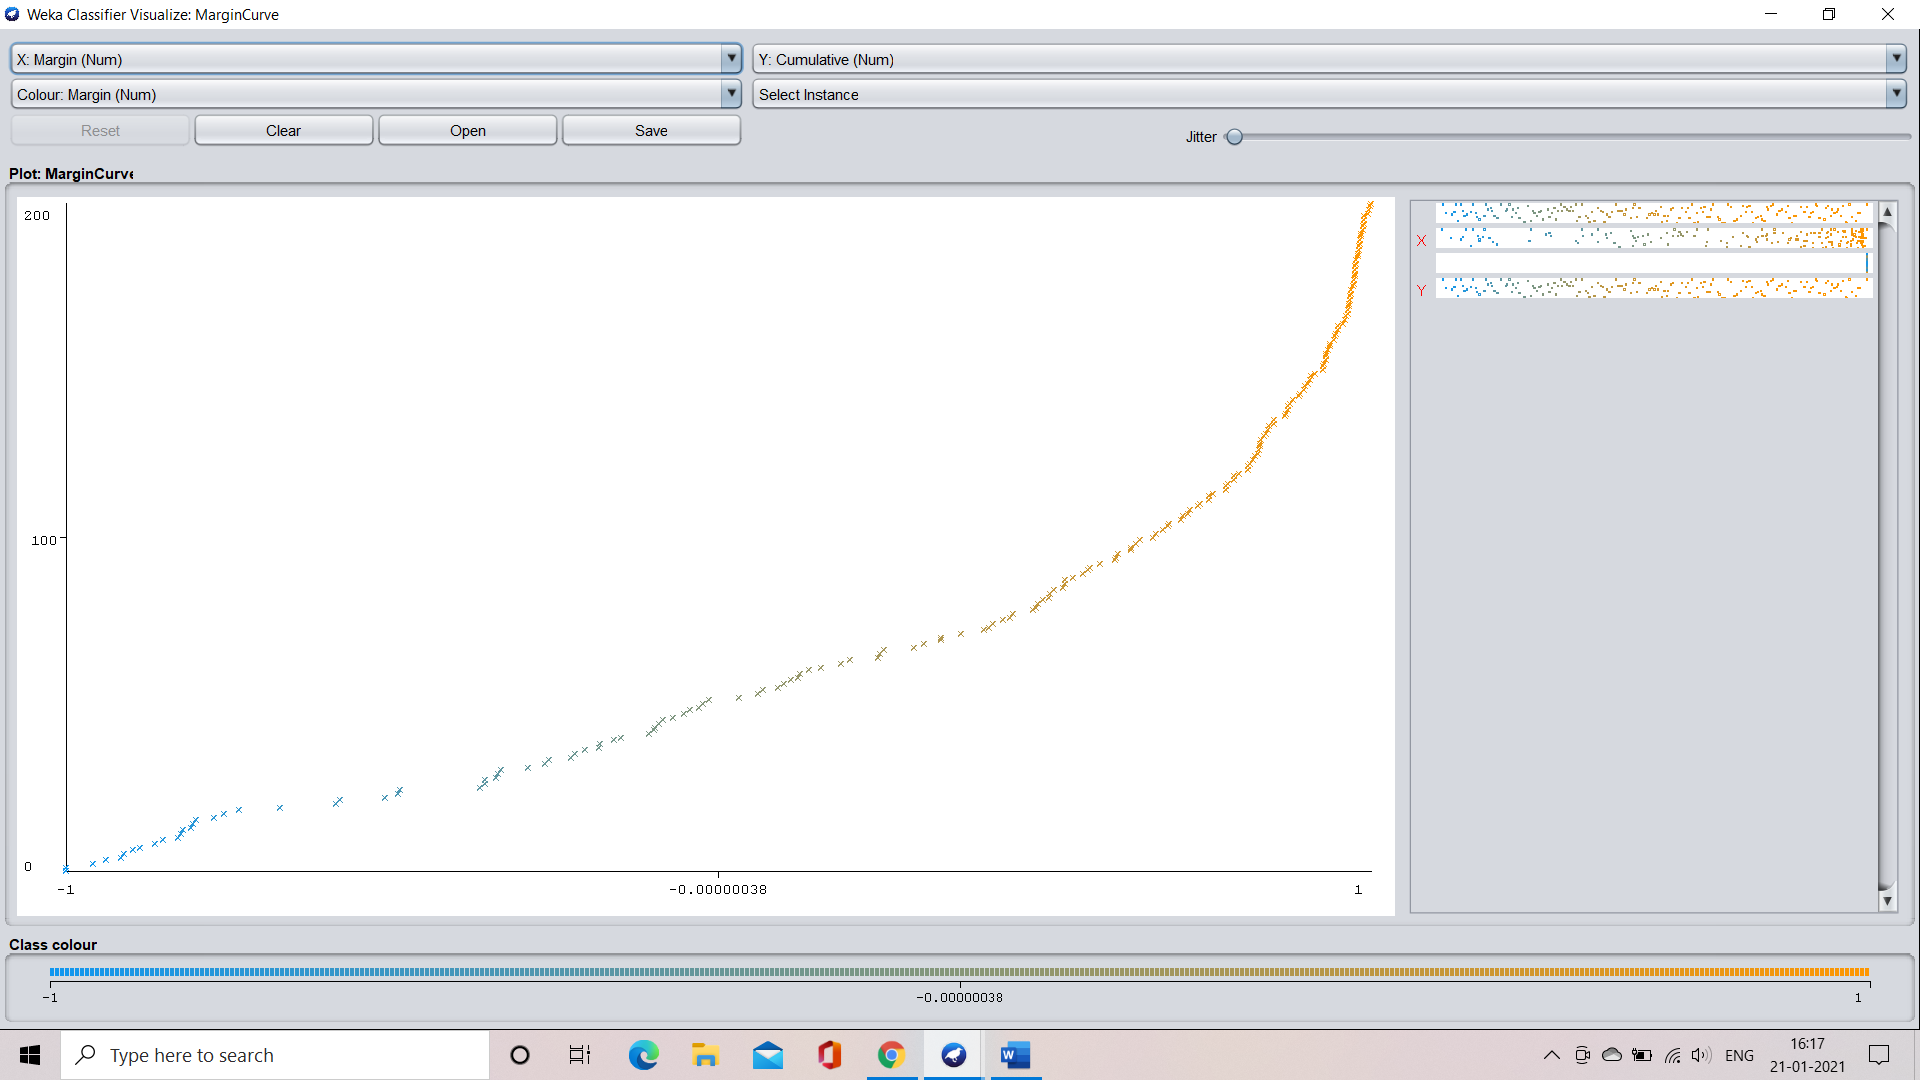 Weka Classifier Visualize: MarginCurve
X: Margin (Num)
Y: Cumulative (Num)
Colour: Margin (Num)
Select Instance
Reset
Clear
Open
Save
Jitter
Plot: MarginCurve
200
100
0
-1
-0.00000038
1
X
Y
Class colour
-1
-0.00000038
1
Type here to search
ENG
16:17
21-01-2021